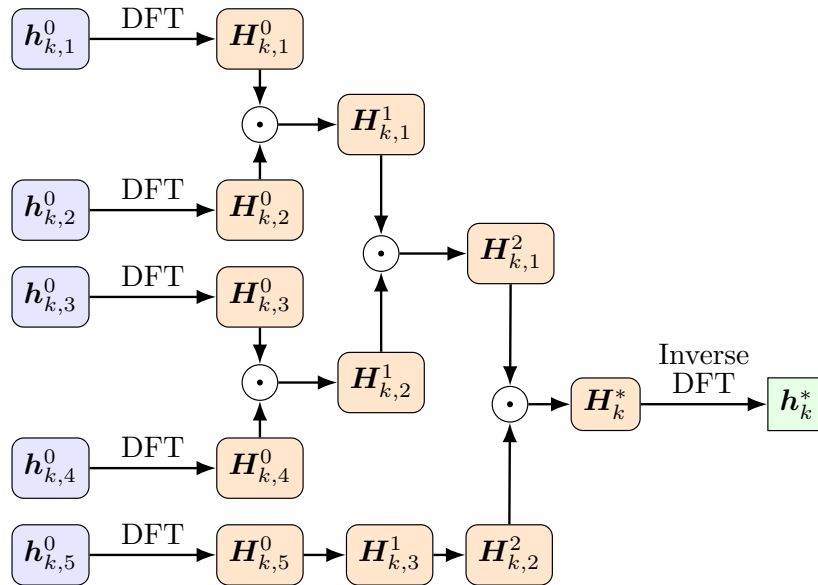 h⁰ₖ,₁ DFT H⁰ₖ,₁
⊙ H¹ₖ,₁
h⁰ₖ,₂ DFT H⁰ₖ,₂
⊙ H²ₖ,₁
h⁰ₖ,₃ DFT H⁰ₖ,₃
⊙ H¹ₖ,₂
Inverse
DFT
⊙ H*ₖ h*ₖ
h⁰ₖ,₄ DFT H⁰ₖ,₄
h⁰ₖ,₅ DFT H⁰ₖ,₅ H¹ₖ,₃ H²ₖ,₂